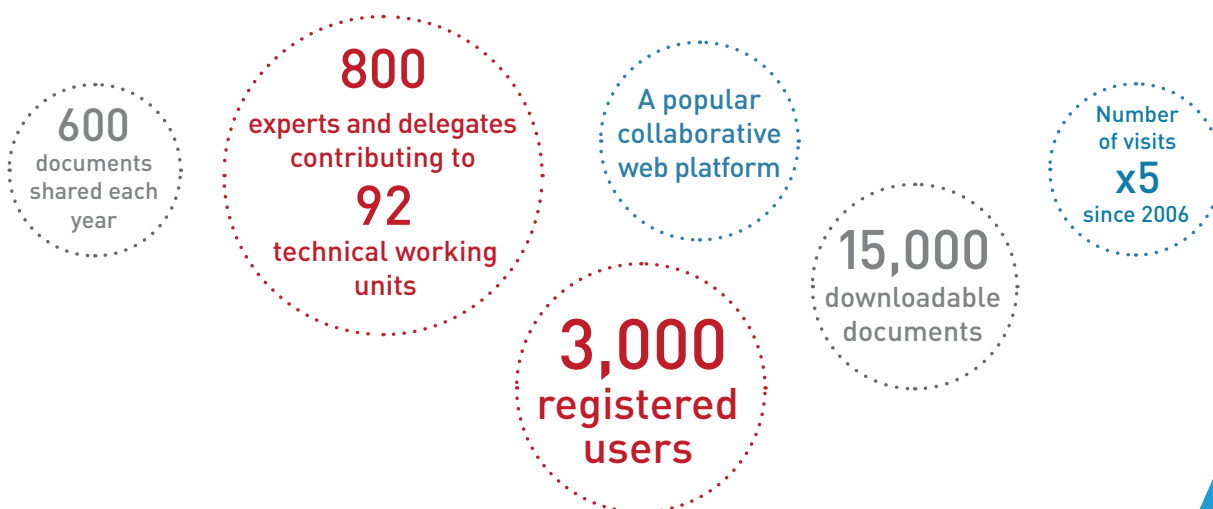 600
documents
shared each
year
800
experts and delegates
contributing to
92
technical working
units
A popular
collaborative
web platform
3,000
registered
users
15,000
downloadable
documents
Number
of visits
x5
since 2006